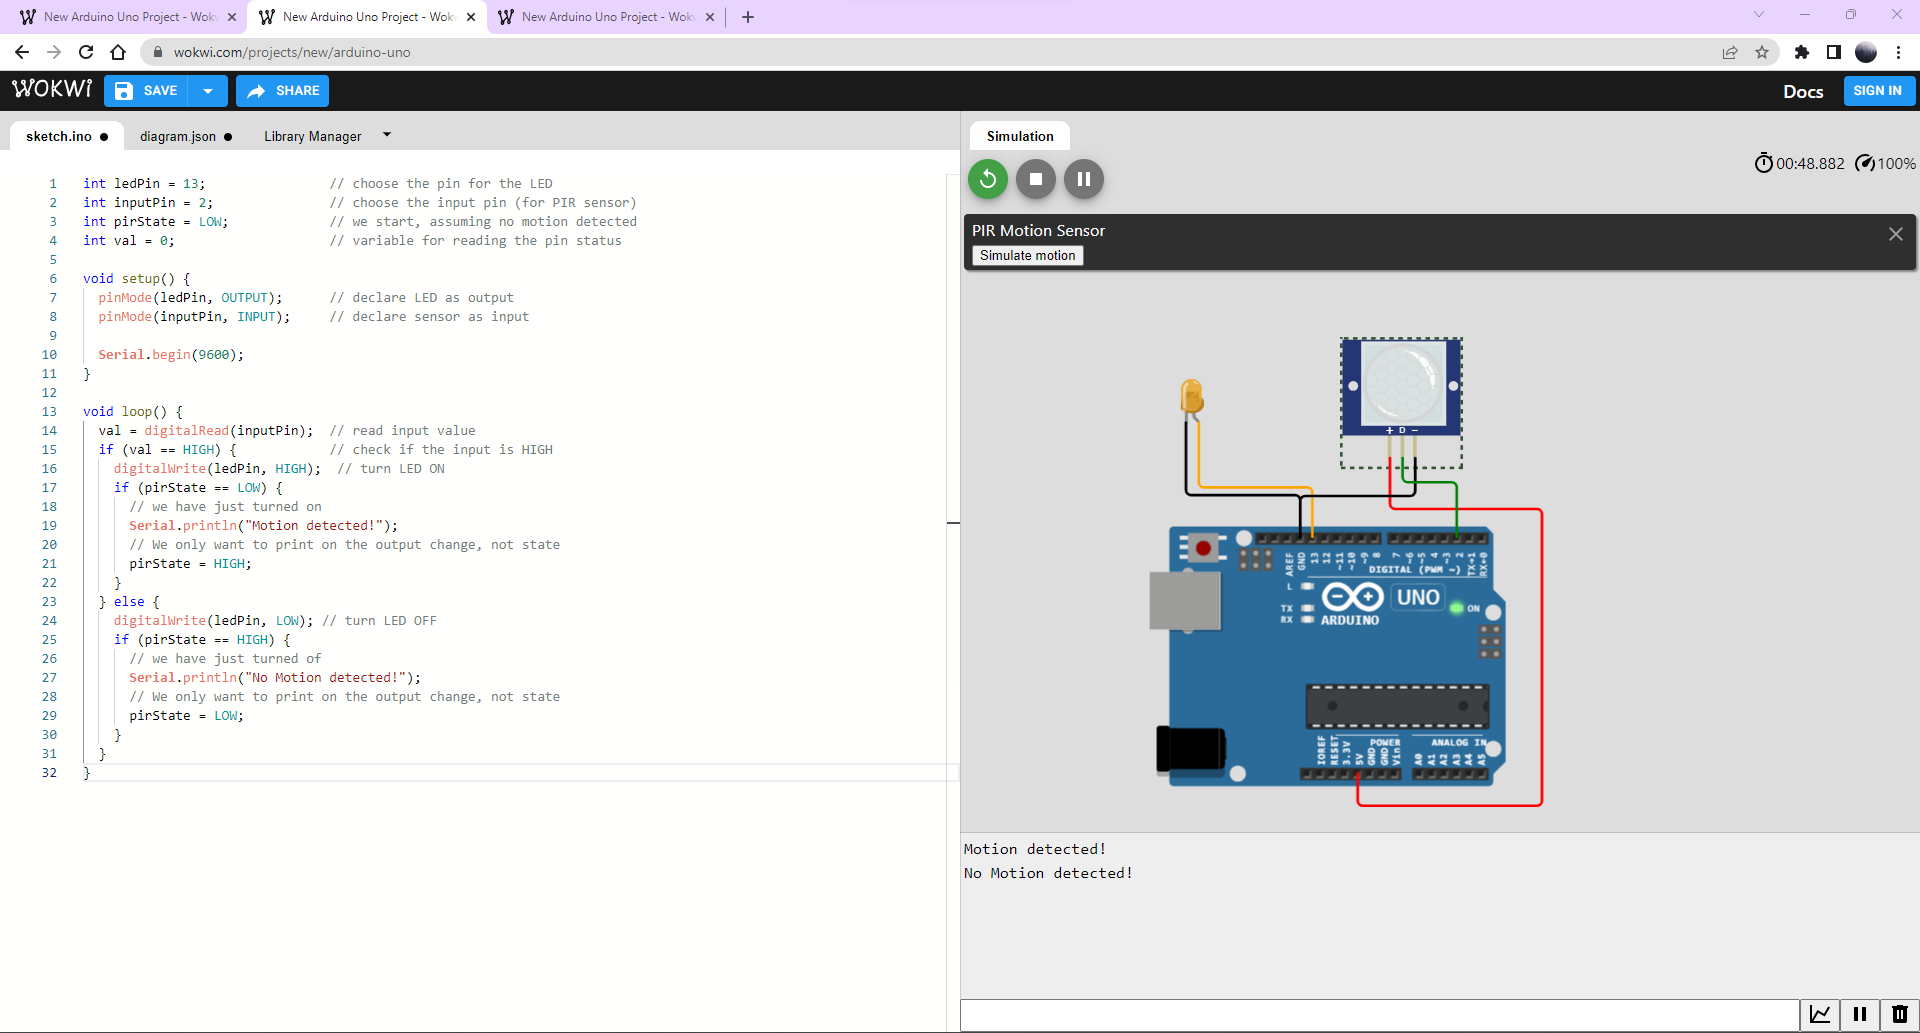 New Arduino Uno Project - Wok
New Arduino Uno Project - Wok
New Arduino Uno Project - Wok
wokwi.com/projects/new/arduino-uno
WOKWi
SAVE
SHARE
Docs
SIGN IN
sketch.ino
diagram.json
Library Manager
Simulation
00:48.882
100%
1 int ledPin = 13; // choose the pin for the LED
2 int inputPin = 2; // choose the input pin (for PIR sensor)
3 int pirState = LOW; // we start, assuming no motion detected
4 int val = 0; // variable for reading the pin status
5
6 void setup() {
7 pinMode(ledPin, OUTPUT); // declare LED as output
8 pinMode(inputPin, INPUT); // declare sensor as input
9
10 Serial.begin(9600);
11 }
12
13 void loop() {
14 val = digitalRead(inputPin); // read input value
15 if (val == HIGH) { // check if the input is HIGH
16 digitalWrite(ledPin, HIGH); // turn LED ON
17 if (pirState == LOW) {
18 // we have just turned on
19 Serial.println("Motion detected!");
20 // We only want to print on the output change, not state
21 pirState = HIGH;
22 }
23 } else {
24 digitalWrite(ledPin, LOW); // turn LED OFF
25 if (pirState == HIGH) {
26 // we have just turned of
27 Serial.println("No Motion detected!");
28 // We only want to print on the output change, not state
29 pirState = LOW;
30 }
31 }
32 }
PIR Motion Sensor
Simulate motion
+ D −
AREF GND 13 12 ~11 ~10 ~9 8 7 ~6 ~5 4 ~3 2 TX→1 RX←0
DIGITAL (PWM ~)
L
TX
RX
UNO
ON
ARDUINO
POWER
ANALOG IN
IOREF RESET 3.3V 5V GND GND Vin A0 A1 A2 A3 A4 A5
Motion detected!
No Motion detected!